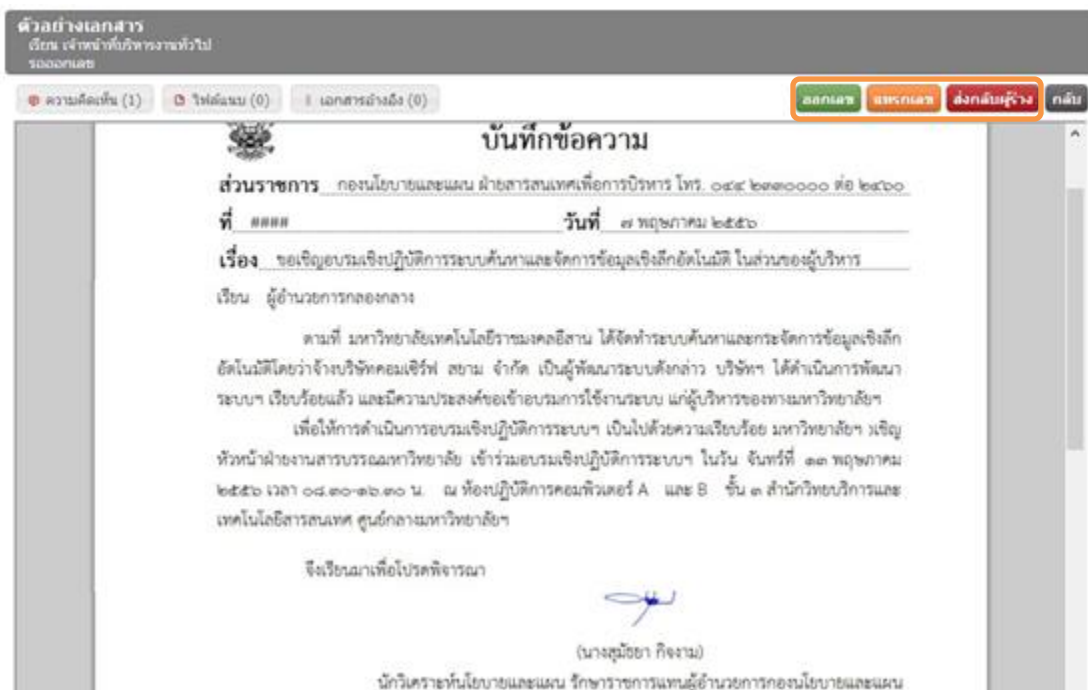 ตัวอย่างเอกสาร
เรียน เจ้าหน้าที่บริหารงานทั่วไป
รอออกเลข
ความคิดเห็น (1) ไฟล์แนบ (0) เอกสารอ้างอิง (0) ออกเลข แทรกเลข ส่งกลับผู้ร่าง กลับ
บันทึกข้อความ
ส่วนราชการ กองนโยบายและแผน ฝ่ายสารสนเทศเพื่อการบริหาร โทร. ๐๔๔ ๒๓๓๐๐๐๐ ต่อ ๒๔๖๐
ที่ #### วันที่ ๗ พฤษภาคม ๒๕๕๖
เรื่อง ขอเชิญอบรมเชิงปฏิบัติการระบบค้นหาและจัดการข้อมูลเชิงลึกอัตโนมัติ ในส่วนของผู้บริหาร
เรียน ผู้อำนวยการกลองกลาง
ตามที่ มหาวิทยาลัยเทคโนโลยีราชมงคลอีสาน ได้จัดทำระบบค้นหาและกระจัดการข้อมูลเชิงลึก
อัตโนมัติโดยว่าจ้างบริษัทคอมเซิร์ฟ สยาม จำกัด เป็นผู้พัฒนาระบบดังกล่าว บริษัทฯ ได้ดำเนินการพัฒนา
ระบบฯ เรียบร้อยแล้ว และมีความประสงค์ขอเข้าอบรมการใช้งานระบบ แก่ผู้บริหารของทางมหาวิทยาลัยฯ
เพื่อให้การดำเนินการอบรมเชิงปฏิบัติการระบบฯ เป็นไปด้วยความเรียบร้อย มหาวิทยาลัยฯ จเชิญ
หัวหน้าฝ่ายงานสารบรรณมหาวิทยาลัย เข้าร่วมอบรมเชิงปฏิบัติการระบบฯ ในวัน จันทร์ที่ ๑๓ พฤษภาคม
๒๕๕๖ เวลา ๐๘.๓๐-๑๖.๓๐ น. ณ ห้องปฏิบัติการคอมพิวเตอร์ A และ B ชั้น ๓ สำนักวิทยบริการและ
เทคโนโลยีสารสนเทศ ศูนย์กลางมหาวิทยาลัยฯ
จึงเรียนมาเพื่อโปรดพิจารณา
(นางสุมัธยา กิจงาม)
นักวิเคราะห์นโยบายและแผน รักษาราชการแทนผู้อำนวยการกองนโยบายและแผน